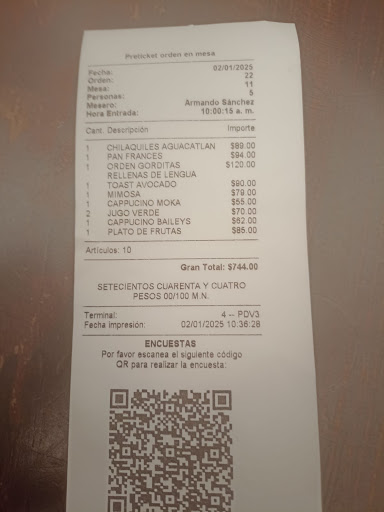 Preticket orden en mesa
Fecha: 02/01/2025
Orden: 22
Mesa: 11
Personas: 5
Mesero: Armando Sánchez
Hora Entrada: 10:00:15 a. m.
Cant. Descripción Importe
1 CHILAQUILES AGUACATLAN $89.00
1 PAN FRANCES $94.00
1 ORDEN GORDITAS $120.00
RELLENAS DE LENGUA
1 TOAST AVOCADO $90.00
1 MIMOSA $79.00
1 CAPPUCINO MOKA $55.00
2 JUGO VERDE $70.00
1 CAPPUCINO BAILEYS $62.00
1 PLATO DE FRUTAS $85.00
Artículos: 10
Gran Total: $744.00
SETECIENTOS CUARENTA Y CUATRO
PESOS 00/100 M.N.
Terminal: 4 -- PDV3
Fecha impresión: 02/01/2025 10:36:28
ENCUESTAS
Por favor escanea el siguiente código
QR para realizar la encuesta: